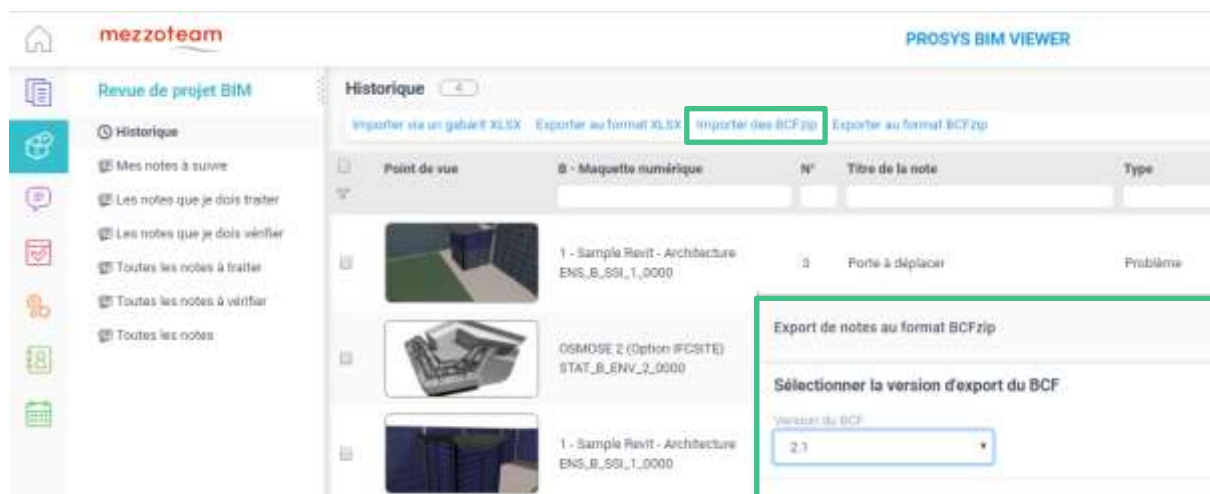 mezzoteam
PROSYS BIM VIEWER
Revue de projet BIM
Historique
Mes notes à suivre
Les notes que je dois traiter
Les notes que je dois vérifier
Toutes les notes à traiter
Toutes les notes à vérifier
Toutes les notes
Historique 4
Importer via un gabarit XLSX Exporter au format XLSX Importer des BCFzip Exporter au format BCFzip
Point de vue B - Maquette numérique N° Titre de la note Type
1 - Sample Revit - Architecture
ENS_B_SSI_1_0000
3 Porte à déplacer Problème
OSMOSE 2 (Option IFCSITE)
STAT_B_ENV_2_0000
1 - Sample Revit - Architecture
ENS_B_SSI_1_0000
Export de notes au format BCFzip
Sélectionner la version d'export du BCF
Version du BCF
2.1